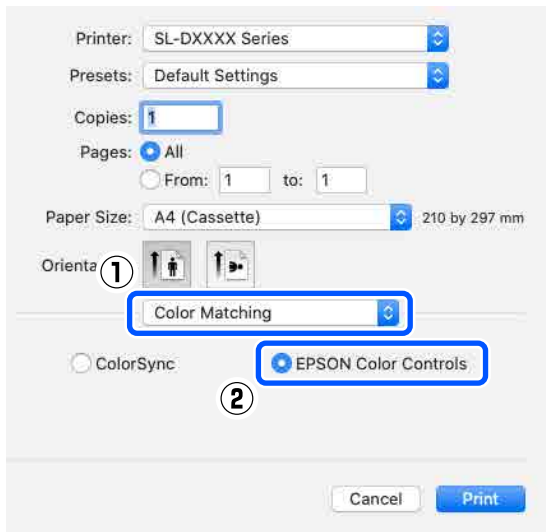 Printer: SL-DXXXX Series
Presets: Default Settings
Copies: 1
Pages: All
From: 1 to: 1
Paper Size: A4 (Cassette) 210 by 297 mm
Orienta
①
Color Matching
ColorSync EPSON Color Controls
②
Cancel Print